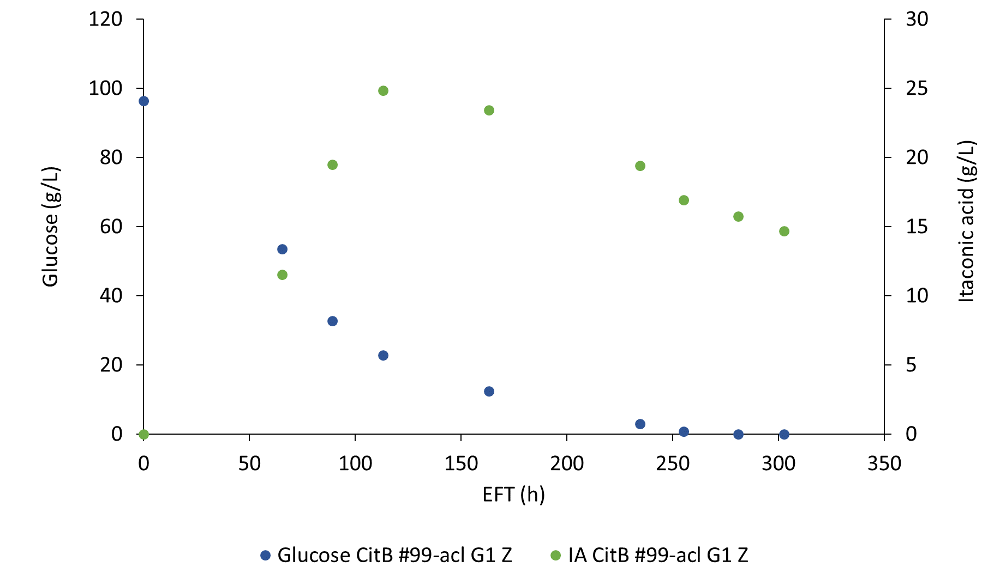 120
100
80
60
40
20
0
Glucose (g/L)
30
25
20
15
10
5
0
Itaconic acid (g/L)
0 50 100 150 200 250 300 350
EFT (h)
Glucose CitB #99-acl G1 Z IA CitB #99-acl G1 Z